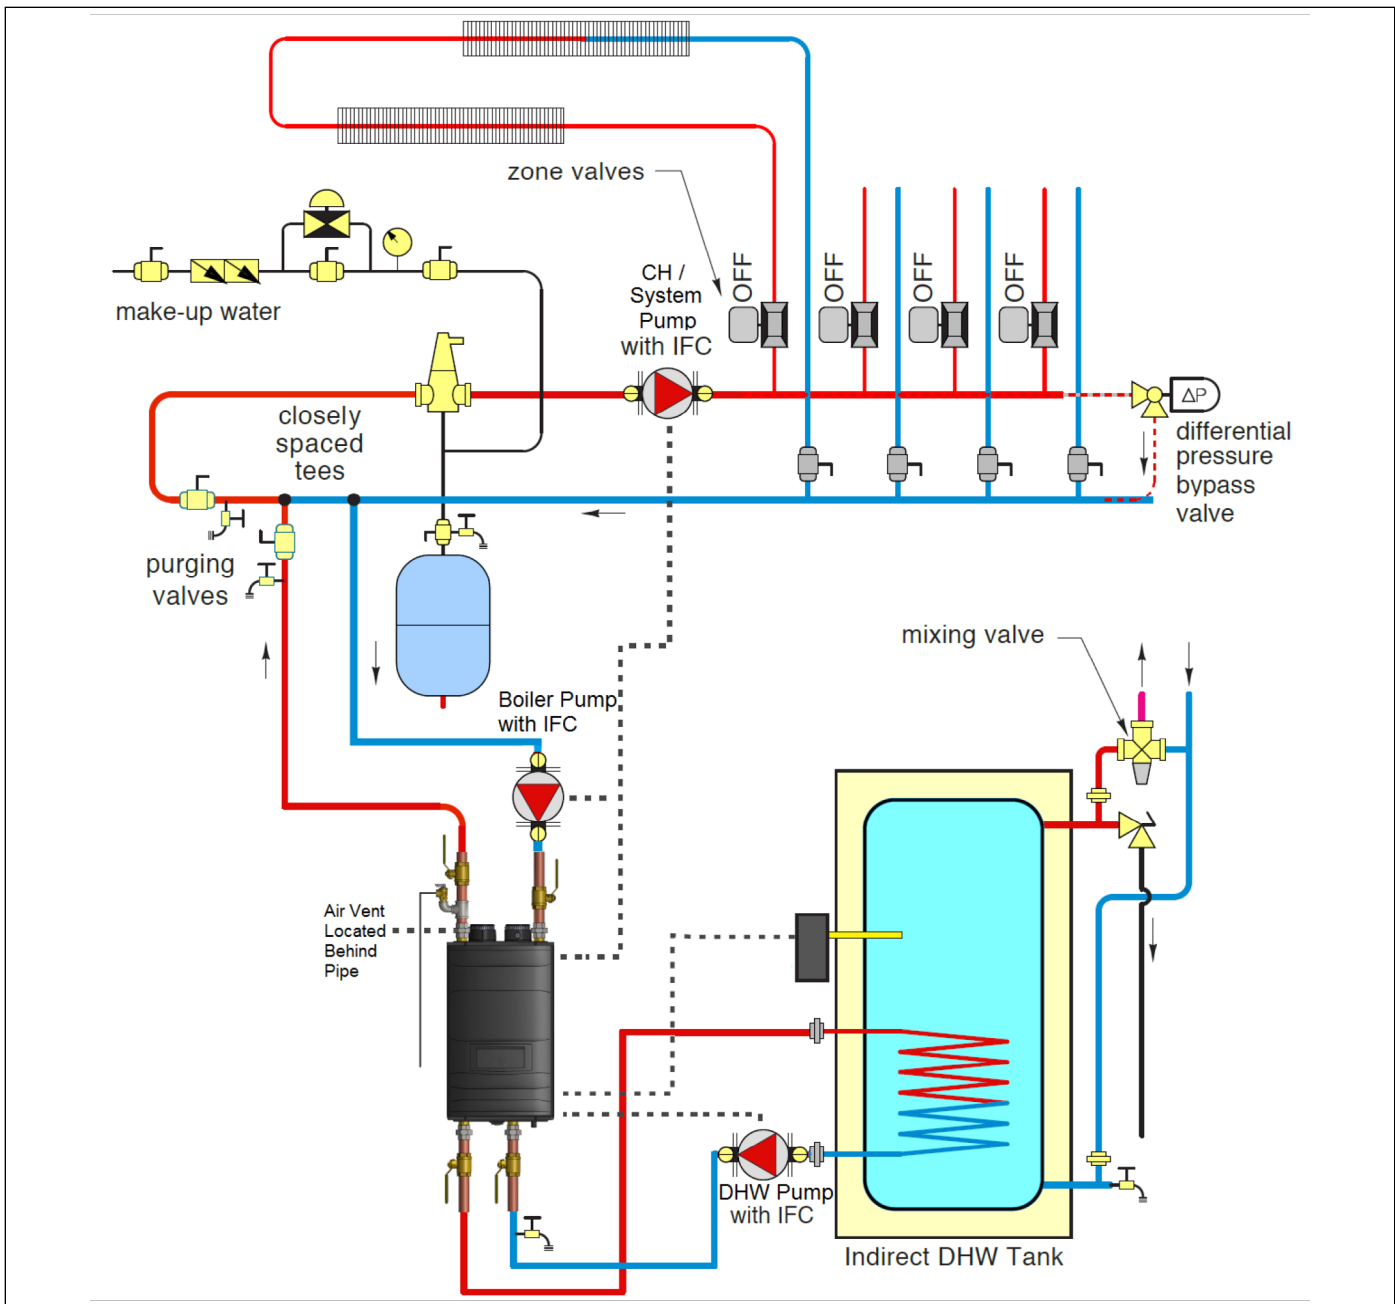 zone valves
OFF
OFF
OFF
OFF
CH /
System
Pump
with IFC
make-up water
closely
spaced
tees
ΔP
differential
pressure
bypass
valve
purging
valves
mixing valve
Boiler Pump
with IFC
Air Vent
Located
Behind
Pipe
DHW Pump
with IFC
Indirect DHW Tank